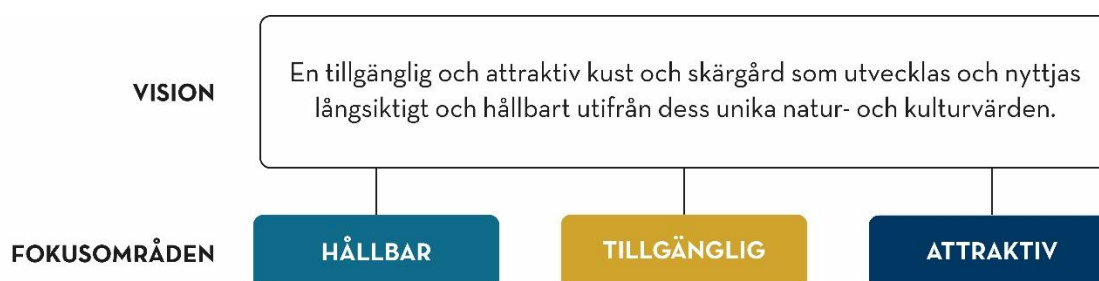 VISION
En tillgänglig och attraktiv kust och skärgård som utvecklas och nyttjas
långsiktigt och hållbart utifrån dess unika natur- och kulturvärden.
FOKUSOMRÅDEN
HÅLLBAR
TILLGÄNGLIG
ATTRAKTIV